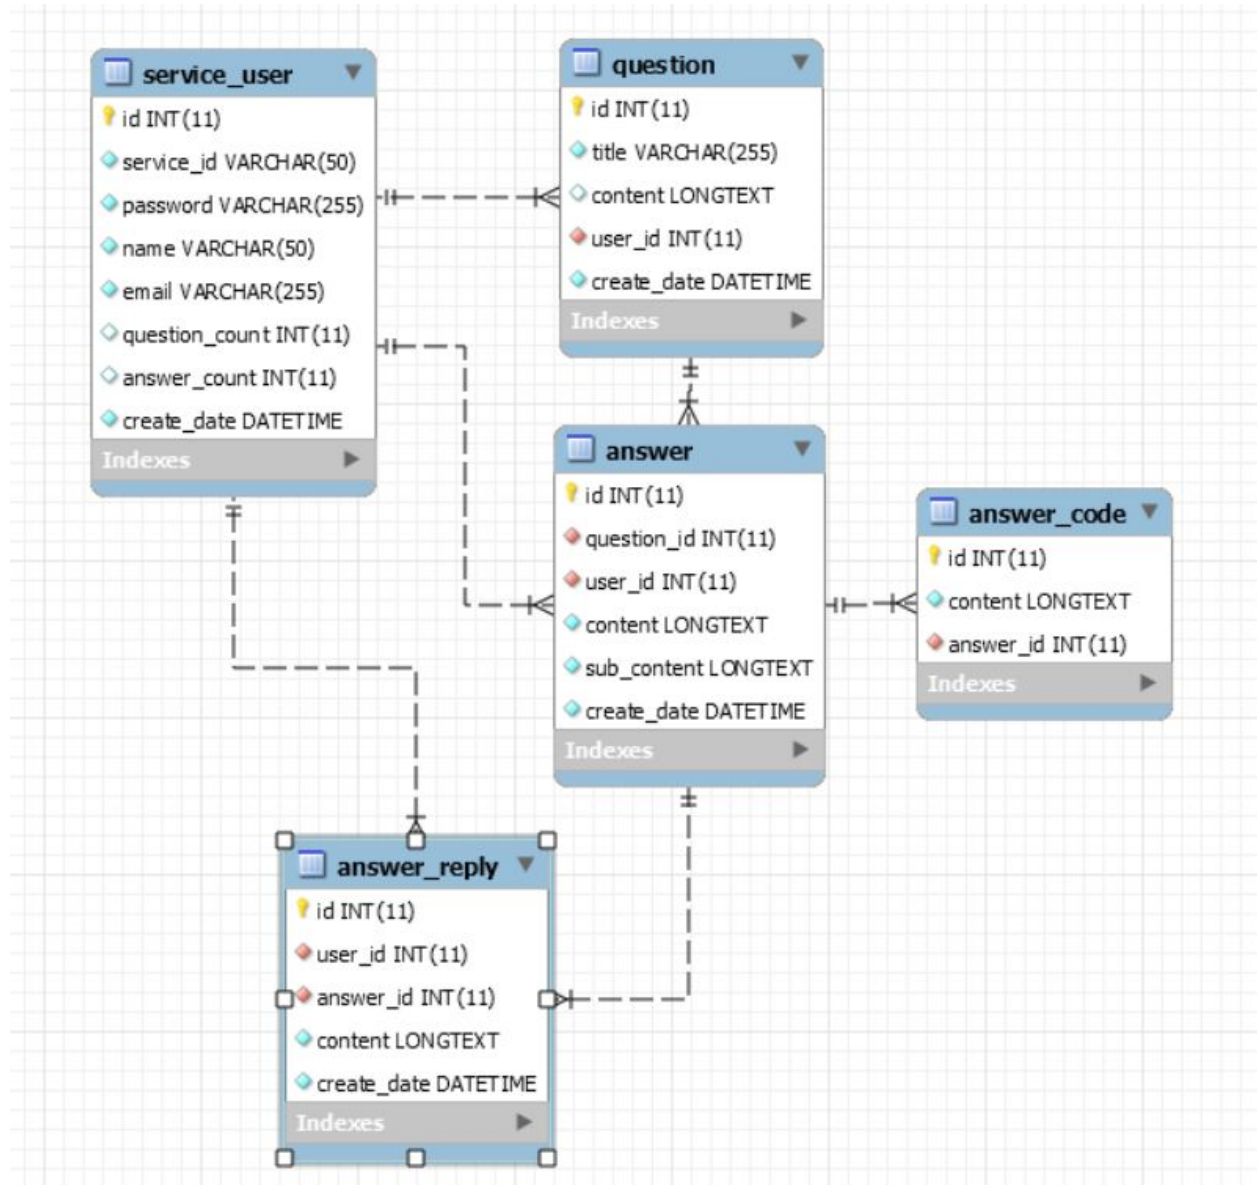 service_user
id INT(11)
service_id VARCHAR(50)
password VARCHAR(255)
name VARCHAR(50)
email VARCHAR(255)
question_count INT(11)
answer_count INT(11)
create_date DATETIME
Indexes
question
id INT(11)
title VARCHAR(255)
content LONGTEXT
user_id INT(11)
create_date DATETIME
Indexes
answer
id INT(11)
question_id INT(11)
user_id INT(11)
content LONGTEXT
sub_content LONGTEXT
create_date DATETIME
Indexes
answer_code
id INT(11)
content LONGTEXT
answer_id INT(11)
Indexes
answer_reply
id INT(11)
user_id INT(11)
answer_id INT(11)
content LONGTEXT
create_date DATETIME
Indexes